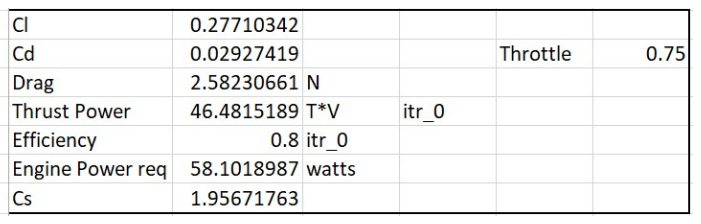 Cl 0.27710342
Cd 0.02927419 Throttle 0.75
Drag 2.58230661 N
Thrust Power 46.4815189 T*V itr_0
Efficiency 0.8 itr_0
Engine Power req 58.1018987 watts
Cs 1.95671763